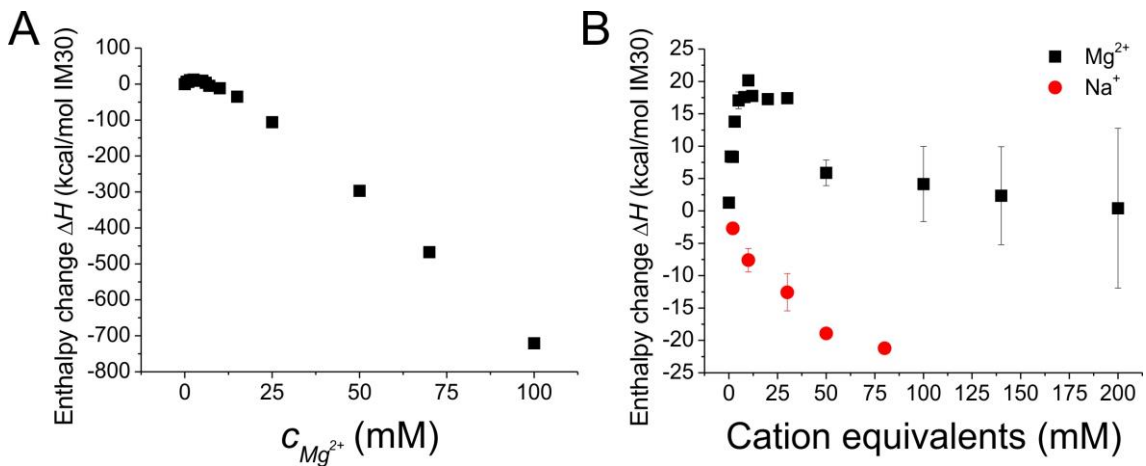 A
Enthalpy change ΔH (kcal/mol IM30)
100
0
-100
-200
-300
-400
-500
-600
-700
-800
0 25 50 75 100
c_Mg²⁺ (mM)
B
Enthalpy change ΔH (kcal/mol IM30)
25
20
15
10
5
0
-5
-10
-15
-20
-25
0 25 50 75 100 125 150 175 200
Cation equivalents (mM)
Mg²⁺
Na⁺